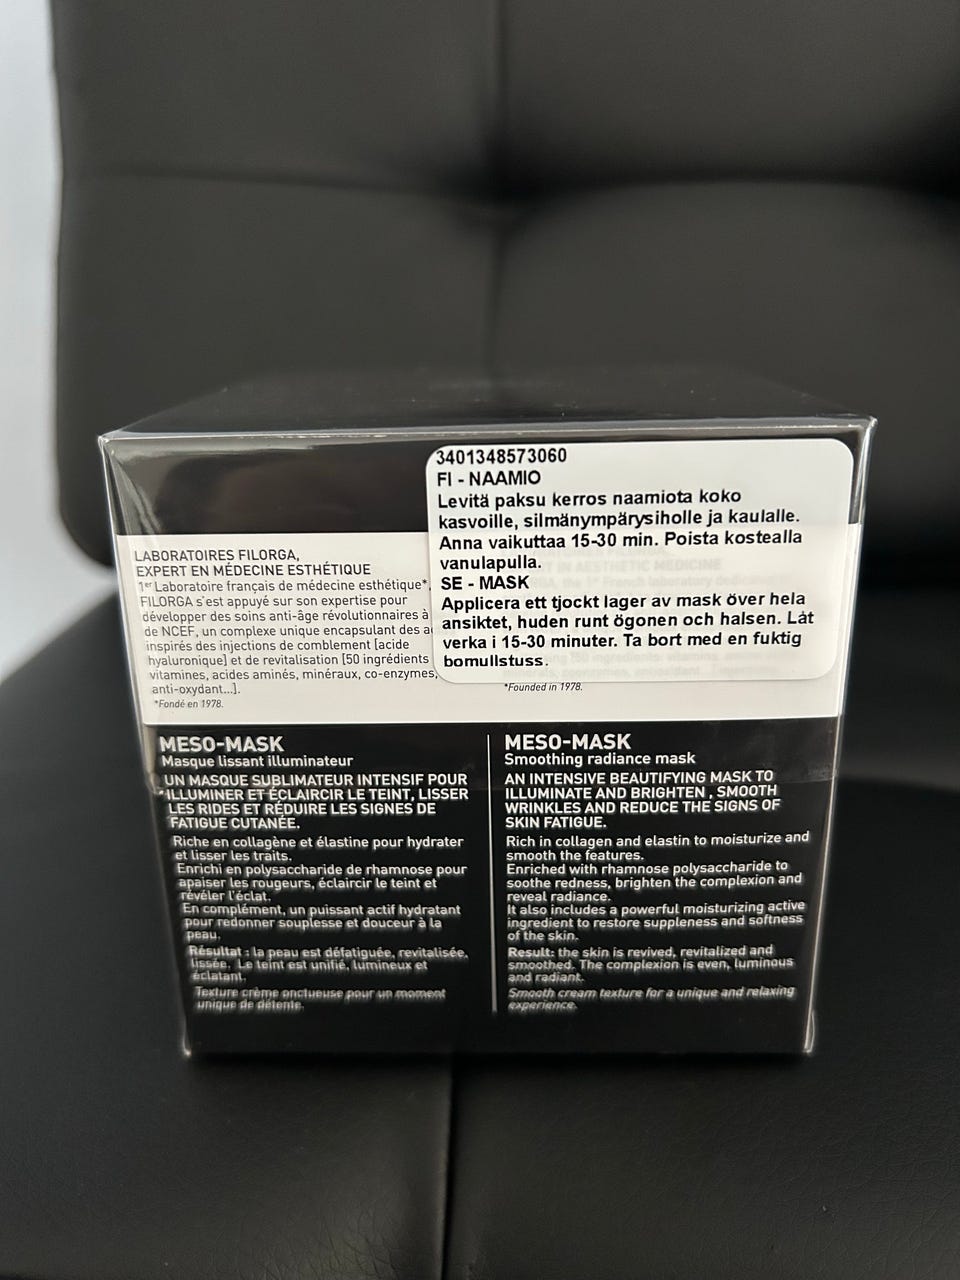 3401348573060
FI - NAAMIO
Levitä paksu kerros naamiota koko
kasvoille, silmänympärysiholle ja kaulalle.
Anna vaikuttaa 15-30 min. Poista kostealla
vanulapulla.
SE - MASK
Applicera ett tjockt lager av mask över hela
ansiktet, huden runt ögonen och halsen. Låt
verka i 15-30 minuter. Ta bort med en fuktig
bomullstuss.
LABORATOIRES FILORGA,
EXPERT EN MÉDECINE ESTHÉTIQUE
1er Laboratoire français de médecine esthétique*,
FILORGA s'est appuyé sur son expertise pour
développer des soins anti-âge révolutionnaires à
de NCEF, un complexe unique encapsulant des
inspirés des injections de comblement [acide
hyaluronique] et de revitalisation [50 ingrédients
vitamines, acides aminés, minéraux, co-enzymes,
anti-oxydant...].
*Fondé en 1978.
*Founded in 1978.
MESO-MASK
Masque lissant illuminateur
UN MASQUE SUBLIMATEUR INTENSIF POUR
ILLUMINER ET ÉCLAIRCIR LE TEINT, LISSER
LES RIDES ET RÉDUIRE LES SIGNES DE
FATIGUE CUTANÉE.
Riche en collagène et élastine pour hydrater
et lisser les traits.
Enrichi en polysaccharide de rhamnose pour
apaiser les rougeurs, éclaircir le teint et
révéler l'éclat.
En complément, un puissant actif hydratant
pour redonner souplesse et douceur à la
peau.
Résultat : la peau est défatiguée, revitalisée,
lissée. Le teint est unifié, lumineux et
éclatant.
Texture crème onctueuse pour un moment
unique de détente.
MESO-MASK
Smoothing radiance mask
AN INTENSIVE BEAUTIFYING MASK TO
ILLUMINATE AND BRIGHTEN , SMOOTH
WRINKLES AND REDUCE THE SIGNS OF
SKIN FATIGUE.
Rich in collagen and elastin to moisturize and
smooth the features.
Enriched with rhamnose polysaccharide to
soothe redness, brighten the complexion and
reveal radiance.
It also includes a powerful moisturizing active
ingredient to restore suppleness and softness
of the skin.
Result: the skin is revived, revitalized and
smoothed. The complexion is even, luminous
and radiant.
Smooth cream texture for a unique and relaxing
experience.